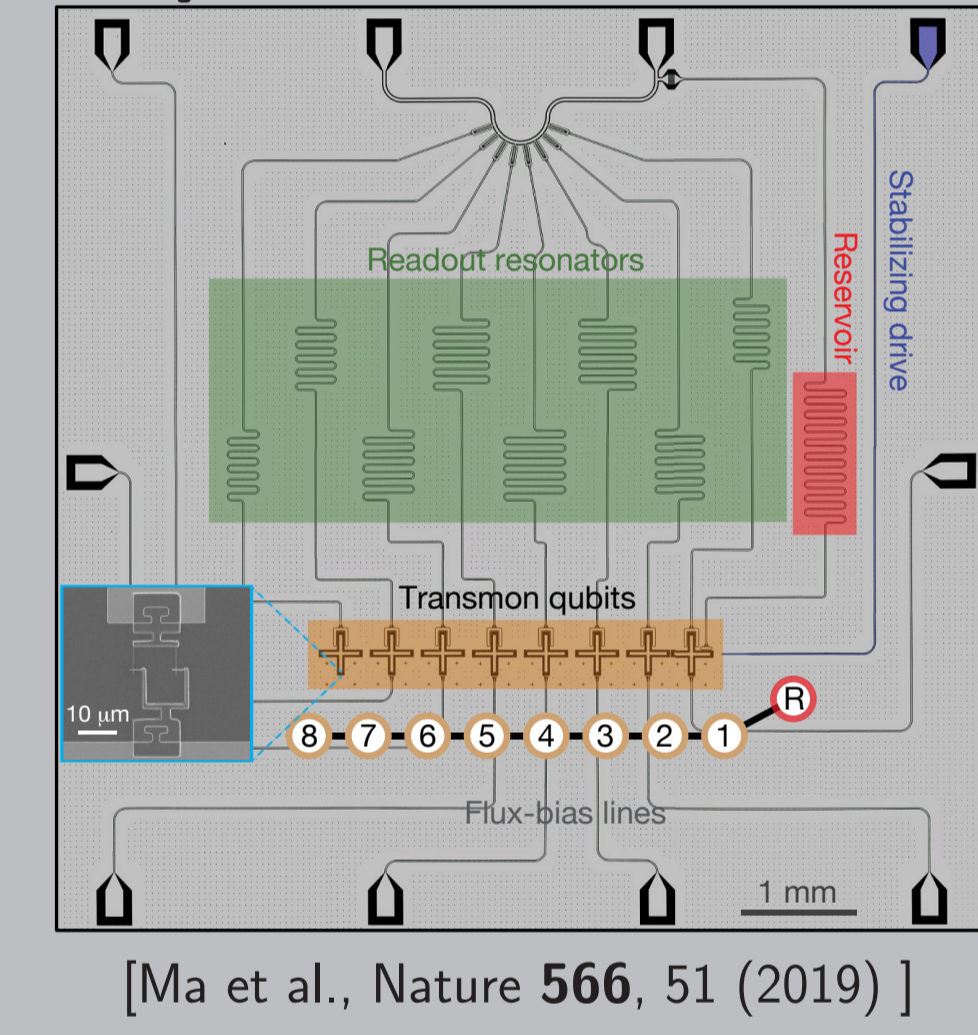 Readout resonators
Reservoir
Stabilizing drive
Transmon qubits
10 μm
R
8 7 6 5 4 3 2 1
Flux-bias lines
1 mm
[Ma et al., Nature 566, 51 (2019) ]